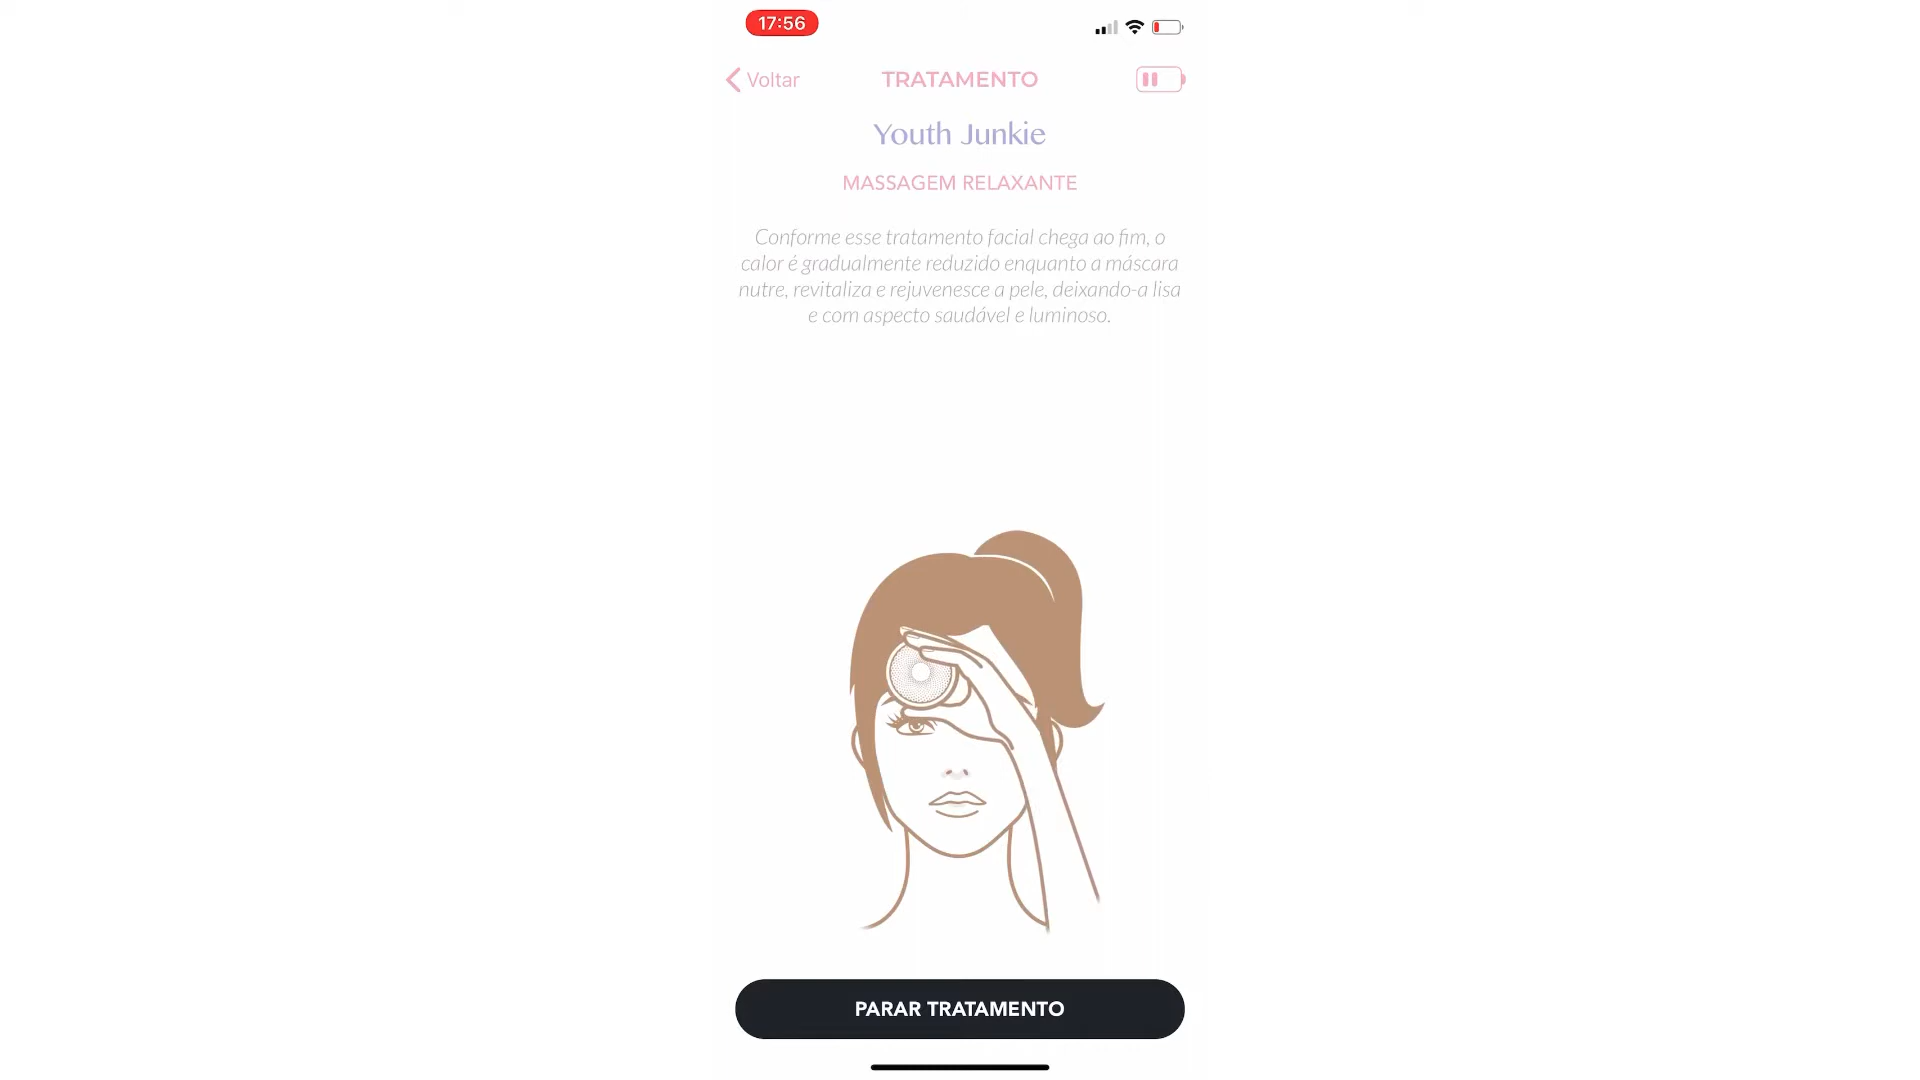 17:56
Voltar
TRATAMENTO
Youth Junkie
MASSAGEM RELAXANTE
Conforme esse tratamento facial chega ao fim, o
calor é gradualmente reduzido enquanto a máscara
nutre, revitaliza e rejuvenesce a pele, deixando-a lisa
e com aspecto saudável e luminoso.
PARAR TRATAMENTO